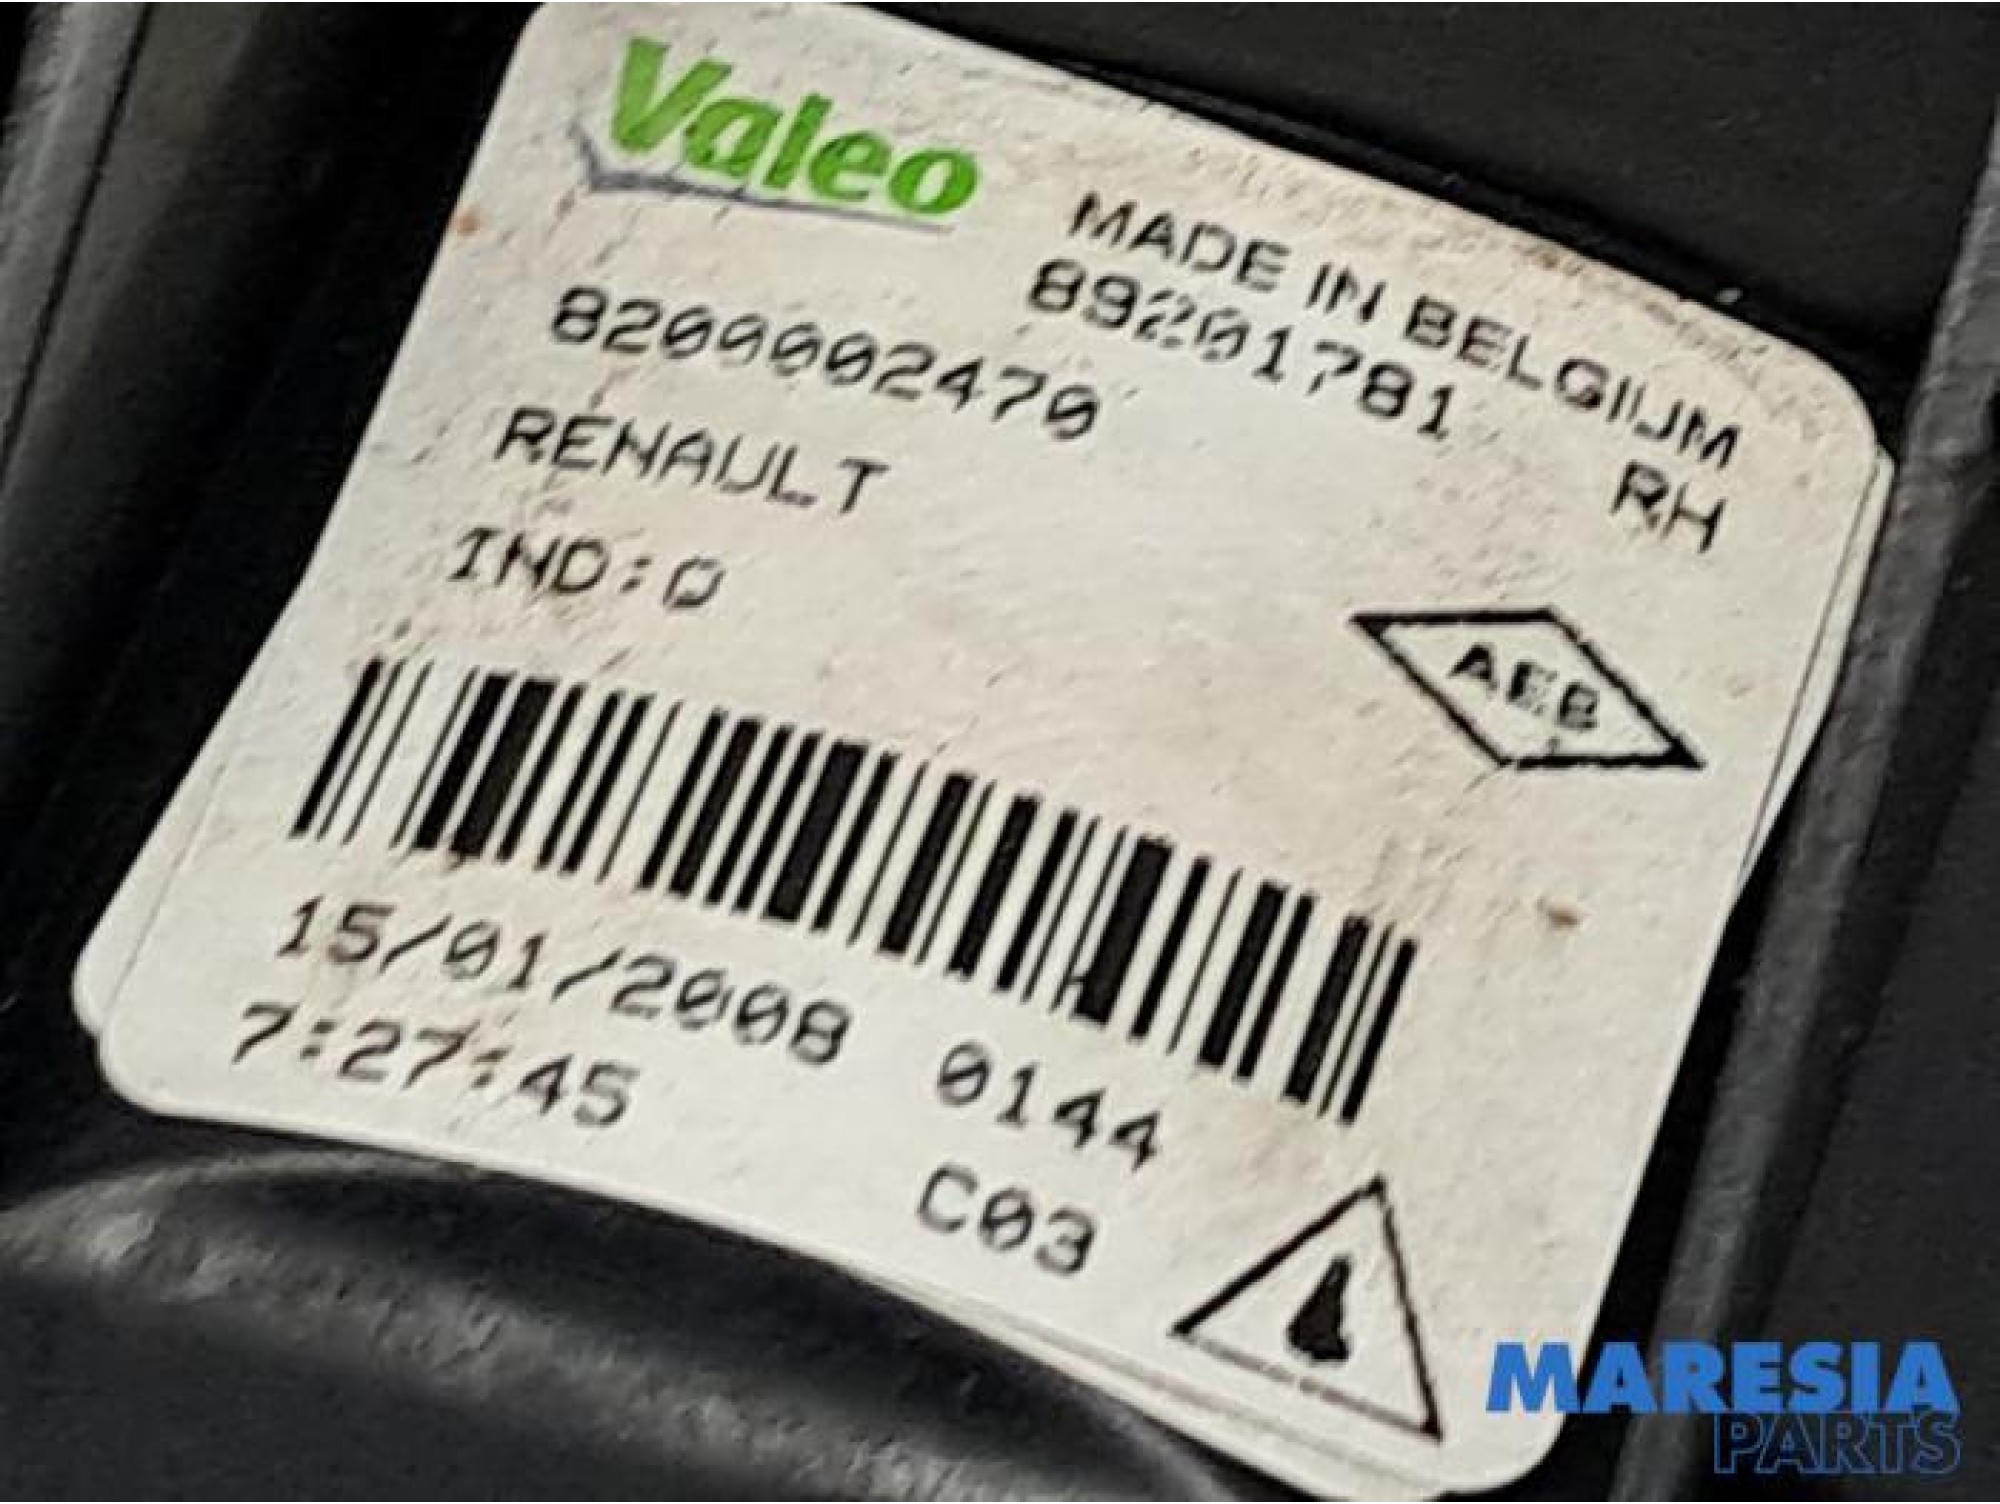 Valeo
MADE IN BELGIUM
89201781
RH
8200002470
RENAULT
IND:0
AEB
15/01/2008 0144
7:27:45
C03
MARESIA
PARTS